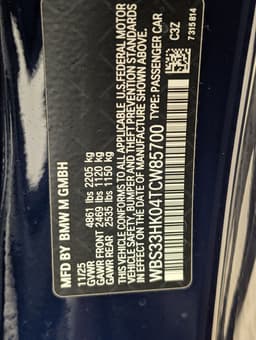 MFD BY BMW M GMBH
11/25
GVWR 4861 lbs 2205 kg
GAWR FRONT 2469 lbs 1120 kg
GAWR REAR 2535 lbs 1150 kg
THIS VEHICLE CONFORMS TO ALL APPLICABLE U.S. FEDERAL MOTOR
VEHICLE SAFETY, BUMPER, AND THEFT PREVENTION STANDARDS
IN EFFECT ON THE DATE OF MANUFACTURE SHOWN ABOVE.
WBS33HK041CW85700 TYPE: PASSENGER CAR
C3Z
7315814